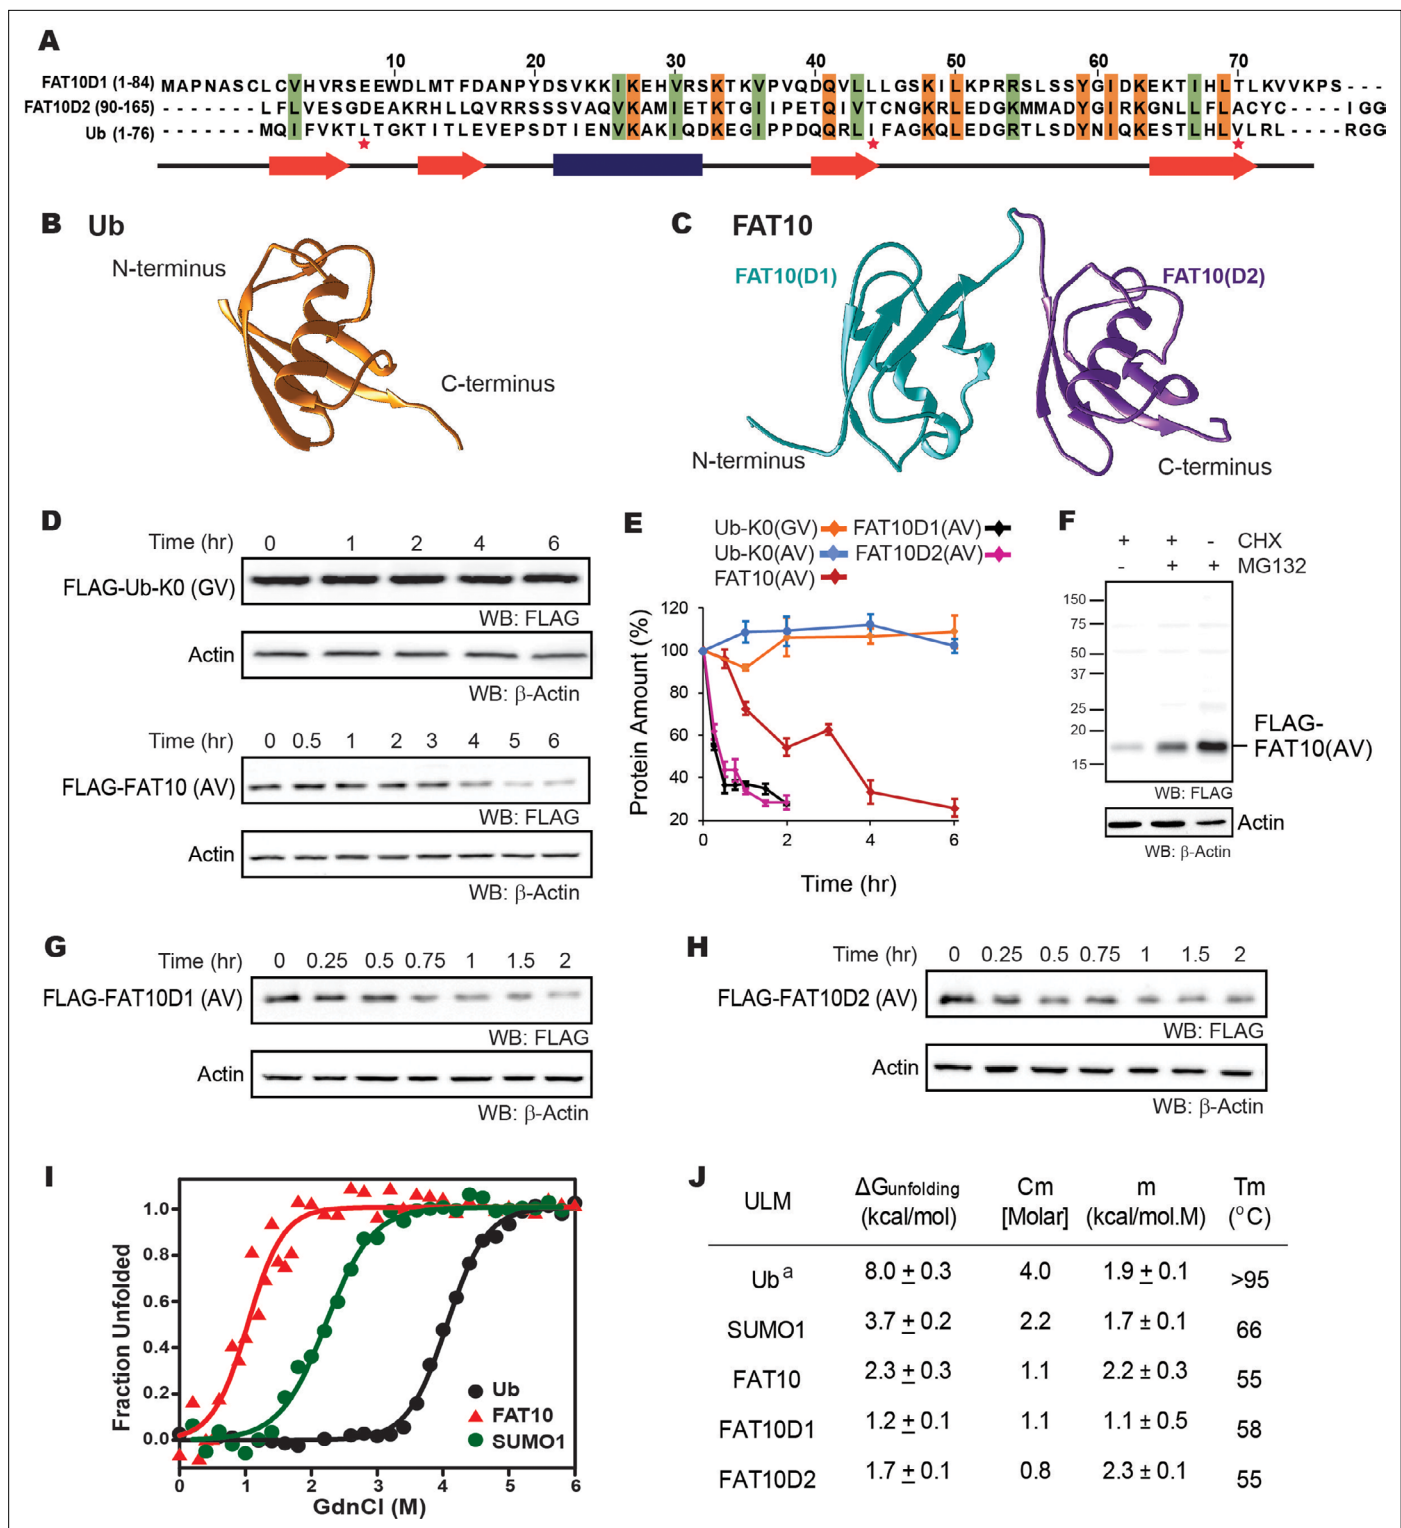 A
10 20 30 40 50 60 70
FAT10D1 (1-84) MAPNASCLCVHVRSEEWDLMTFDANPYDSVKKIKEHVRSKTKVPVQDQVLLLGSKILKPRRSLSSYGIDKEKTIHLTLKVVKPS---
FAT10D2 (90-165) -------LFLVESGDEAKRHLLQVRRSSSVAQVKAMIETKTGIIPETQIVTCNGKRLEDGKMMADYGIRKGNLLFLACYC----IGG
Ub (1-76) -------MQIFVKTLTGKTITLEVEPSDTIENVKAKIQDKEGIPPDQQRLIFAGKQLEDGRTLSDYNIQKESTLHLVLRL----RGG
B Ub
N-terminus
C-terminus
C FAT10
FAT10(D1)
FAT10(D2)
N-terminus
C-terminus
D
Time (hr) 0 1 2 4 6
FLAG-Ub-K0 (GV)
WB: FLAG
Actin
WB: β-Actin
Time (hr) 0 0.5 1 2 3 4 5 6
FLAG-FAT10 (AV)
WB: FLAG
Actin
WB: β-Actin
E
Ub-K0(GV) FAT10D1(AV)
Ub-K0(AV) FAT10D2(AV)
FAT10(AV)
Protein Amount (%)
120
100
80
60
40
20
0 2 4 6
Time (hr)
F
+ + - CHX
- + + MG132
150
75
50
37
25
20
15
FLAG-
FAT10(AV)
WB: FLAG
Actin
WB: β-Actin
G
Time (hr) 0 0.25 0.5 0.75 1 1.5 2
FLAG-FAT10D1 (AV)
WB: FLAG
Actin
WB: β-Actin
H
Time (hr) 0 0.25 0.5 0.75 1 1.5 2
FLAG-FAT10D2 (AV)
WB: FLAG
Actin
WB: β-Actin
I
Fraction Unfolded
1.0
0.8
0.6
0.4
0.2
0.0
Ub
FAT10
SUMO1
0 1 2 3 4 5 6
GdnCl (M)
J
ULM ΔGunfolding (kcal/mol) Cm [Molar] m (kcal/mol.M) Tm (°C)
Ub a 8.0 ± 0.3 4.0 1.9 ± 0.1 >95
SUMO1 3.7 ± 0.2 2.2 1.7 ± 0.1 66
FAT10 2.3 ± 0.3 1.1 2.2 ± 0.3 55
FAT10D1 1.2 ± 0.1 1.1 1.1 ± 0.5 58
FAT10D2 1.7 ± 0.1 0.8 2.3 ± 0.1 55